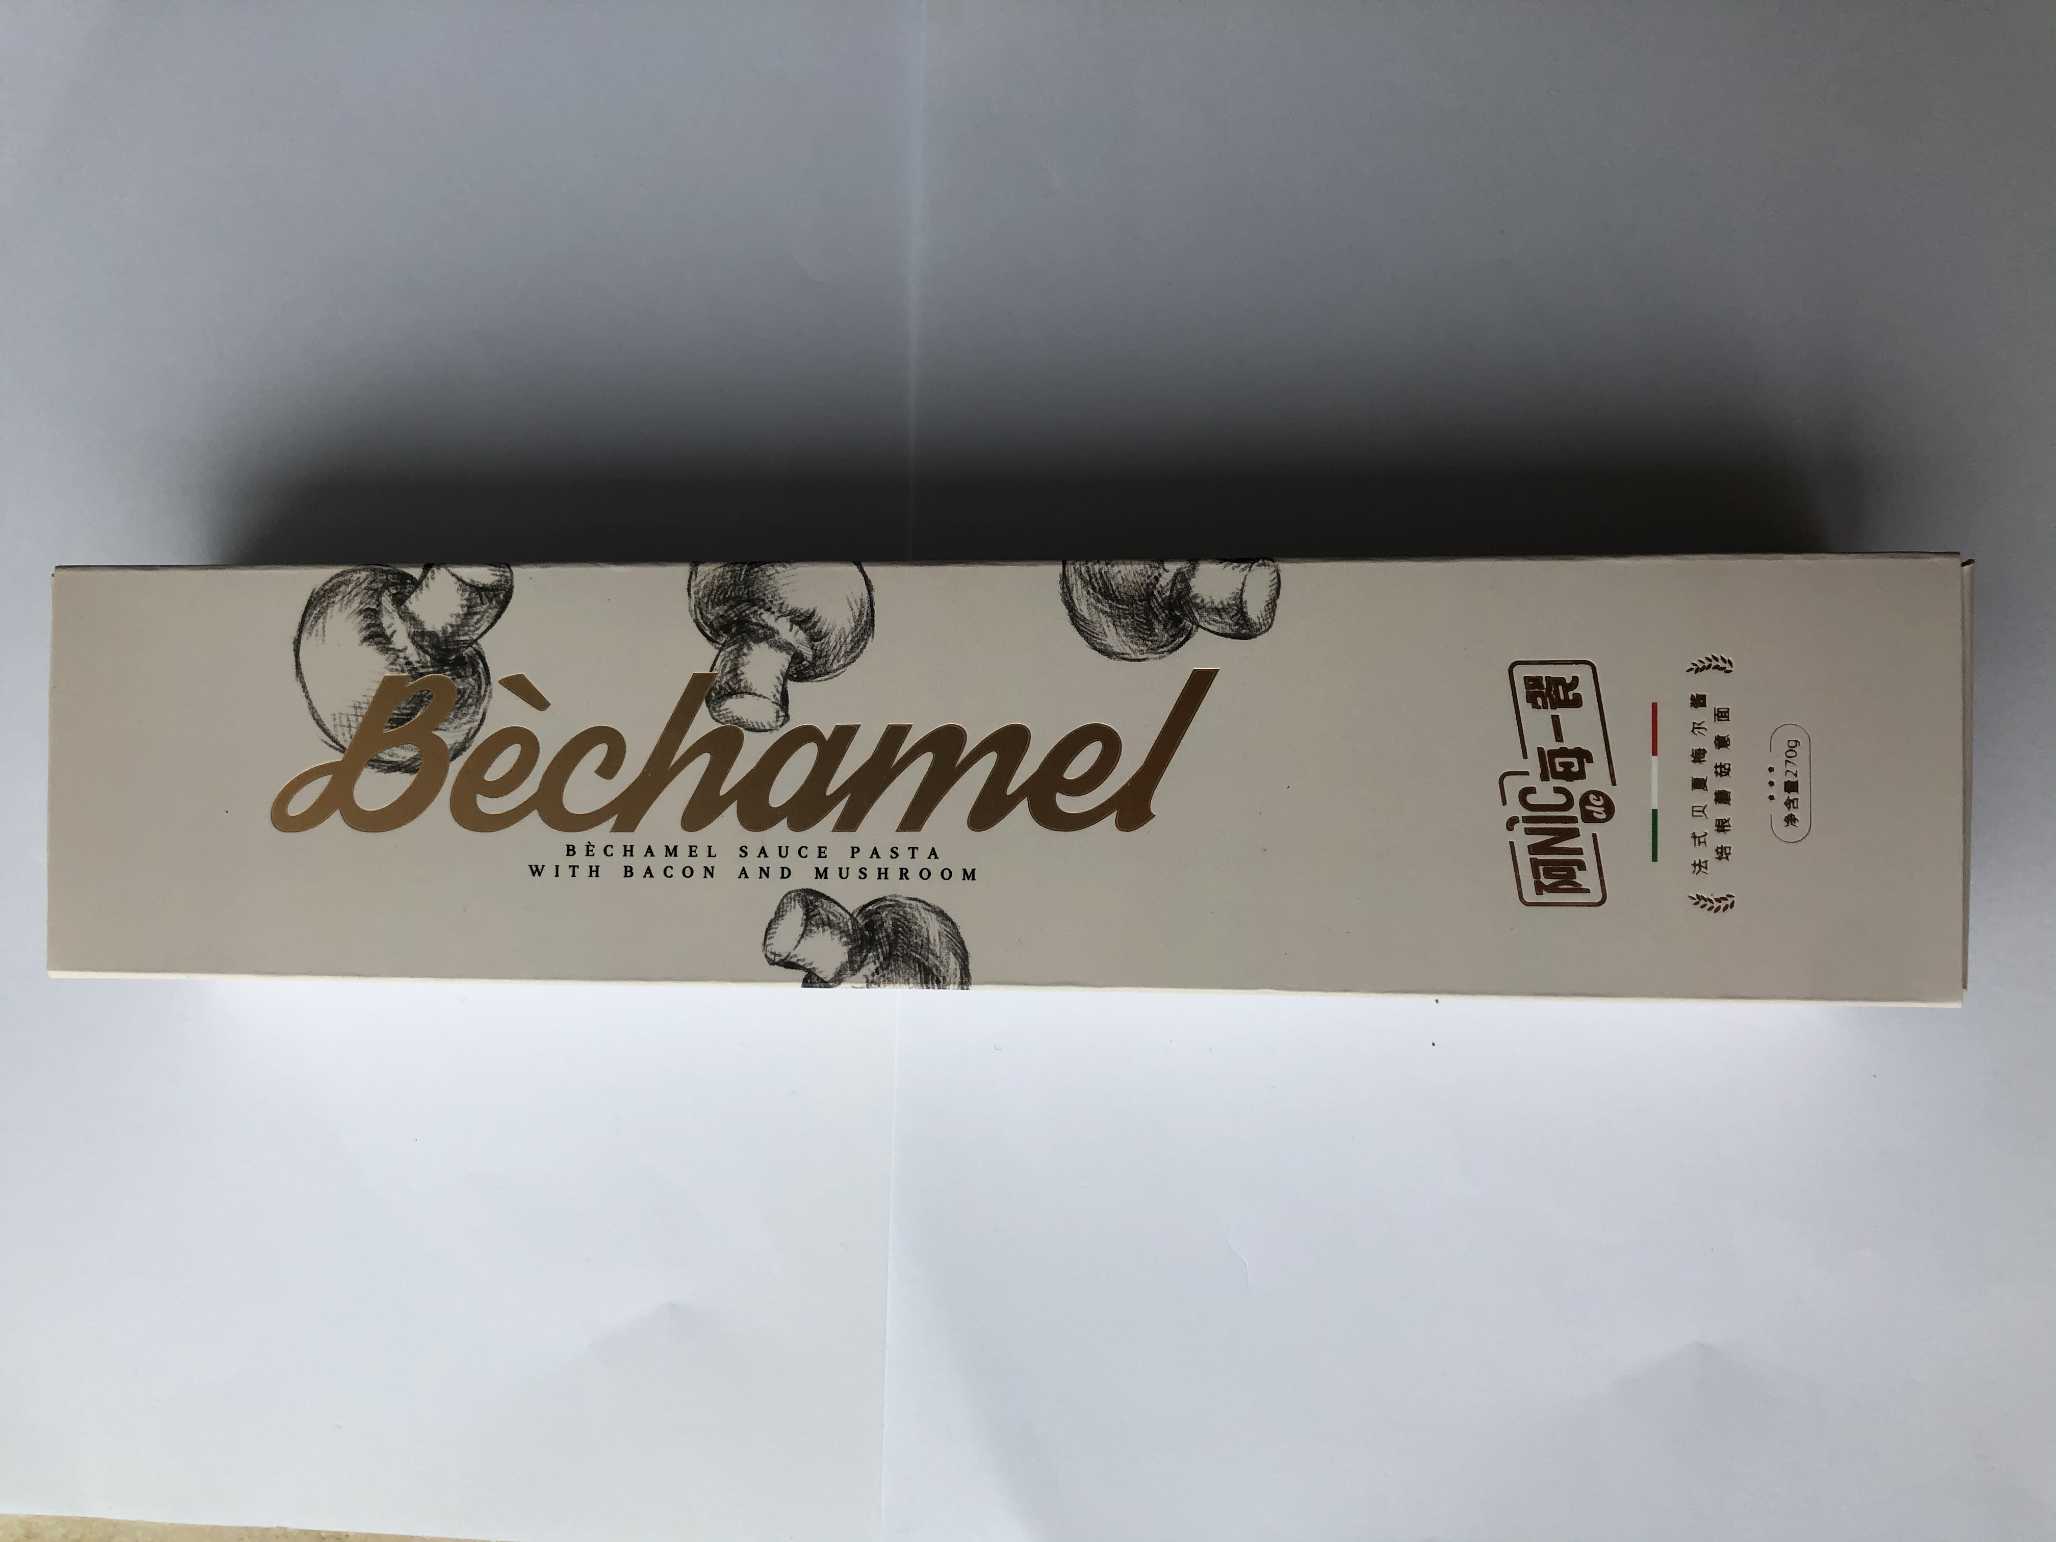 Bèchamel
BÈCHAMEL SAUCE PASTA
WITH BACON AND MUSHROOM
阿NIC de 每一餐
法式贝夏梅尔酱
培根蘑菇意面
净含量270g